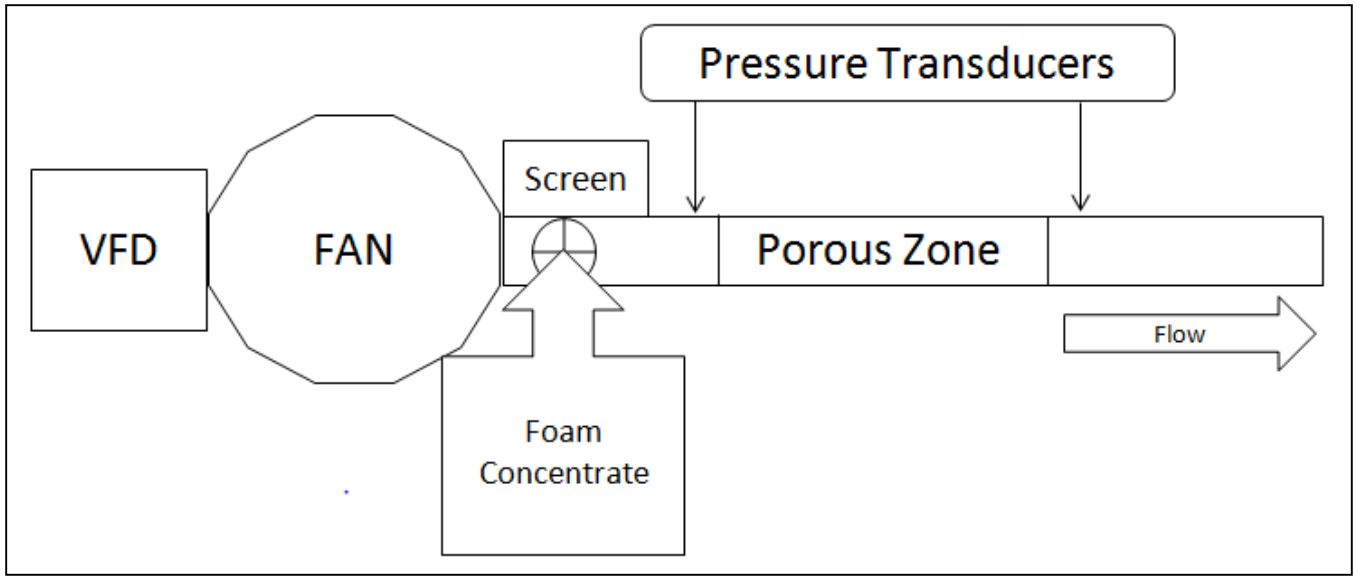 Pressure Transducers
Screen
VFD
FAN
Porous Zone
Flow
Foam
Concentrate